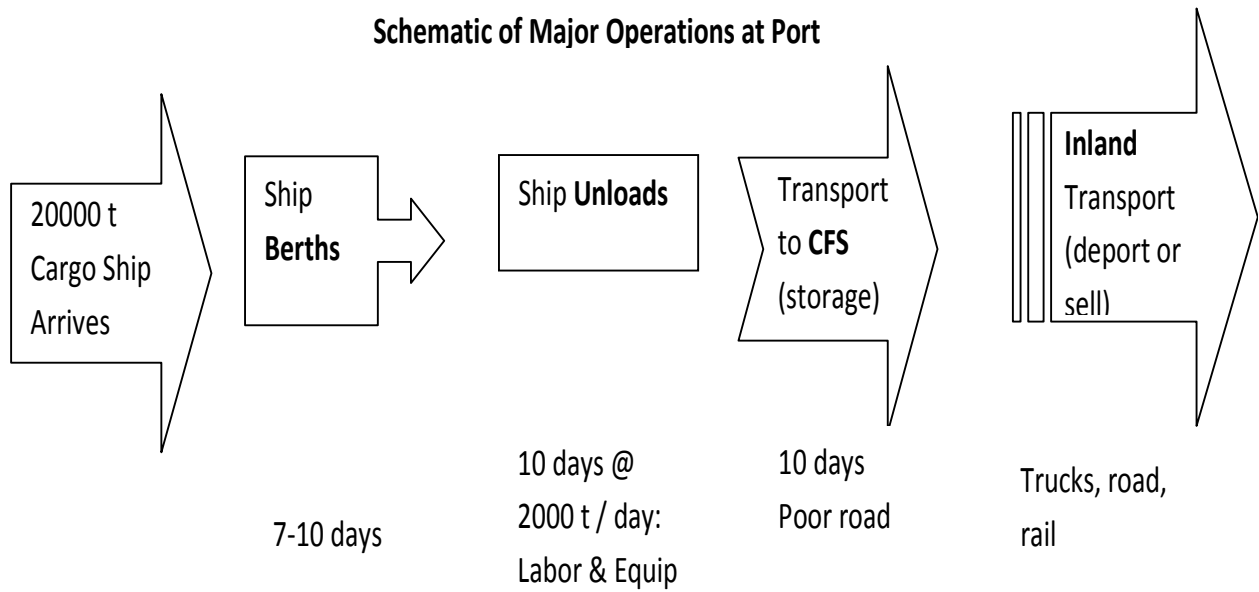 Schematic of Major Operations at Port
20000 t
Cargo Ship
Arrives
Ship
Berths
7-10 days
Ship Unloads
10 days @
2000 t / day:
Labor & Equip
Transport
to CFS
(storage)
10 days
Poor road
Inland
Transport
(deport or
sell)
Trucks, road,
rail